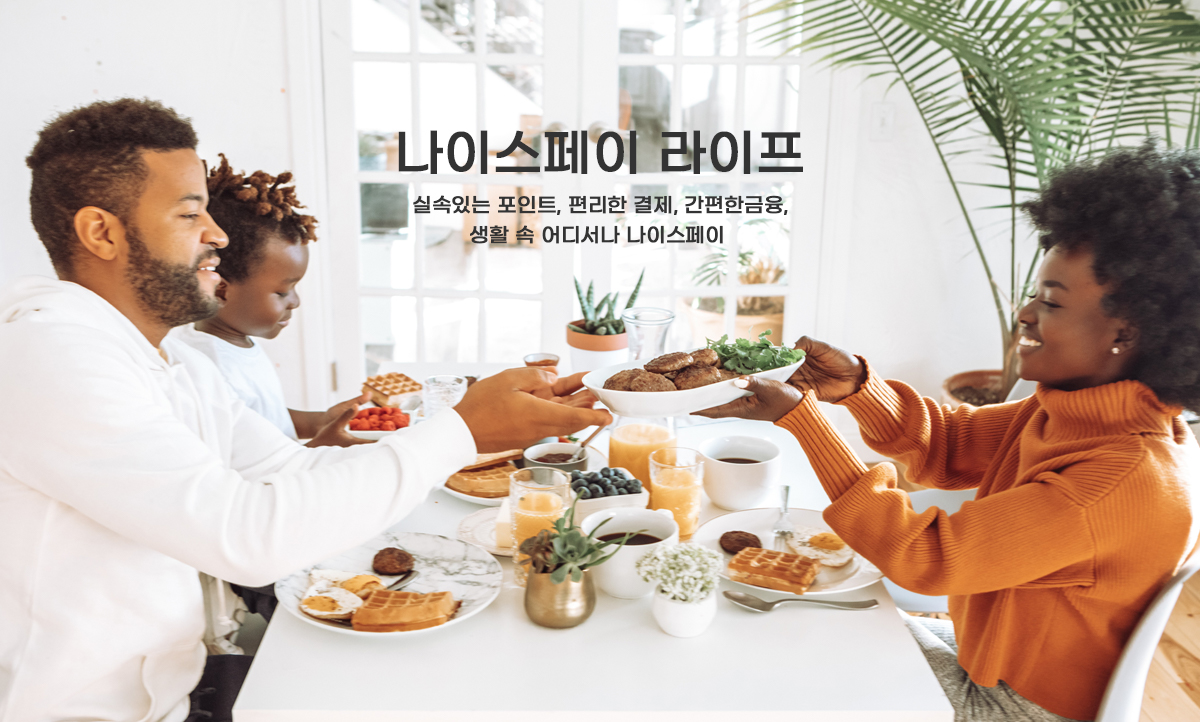 나이스페이 라이프
실속있는 포인트, 편리한 결제, 간편한금융,
생활 속 어디서나 나이스페이